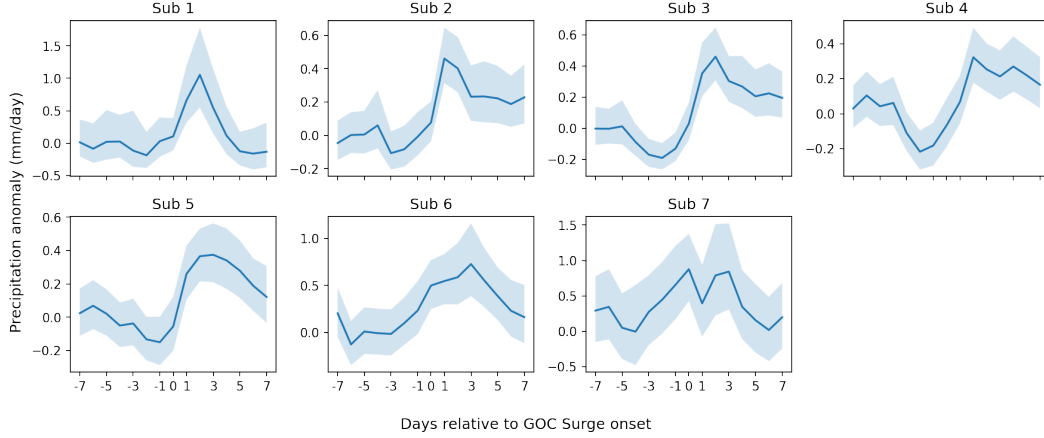 Sub 1 Sub 2 Sub 3 Sub 4
1.5 1.0 0.5 0.0 −0.5
0.6 0.4 0.2 0.0 −0.2
0.6 0.4 0.2 0.0 −0.2
0.4 0.2 0.0 −0.2
Precipitation anomaly (mm/day)
Sub 5 Sub 6 Sub 7
0.6 0.4 0.2 0.0 −0.2
1.0 0.5 0.0
1.5 1.0 0.5 0.0 −0.5
-7 -5 -3 -1 0 1 3 5 7
-7 -5 -3 -1 0 1 3 5 7
-7 -5 -3 -1 0 1 3 5 7
Days relative to GOC Surge onset